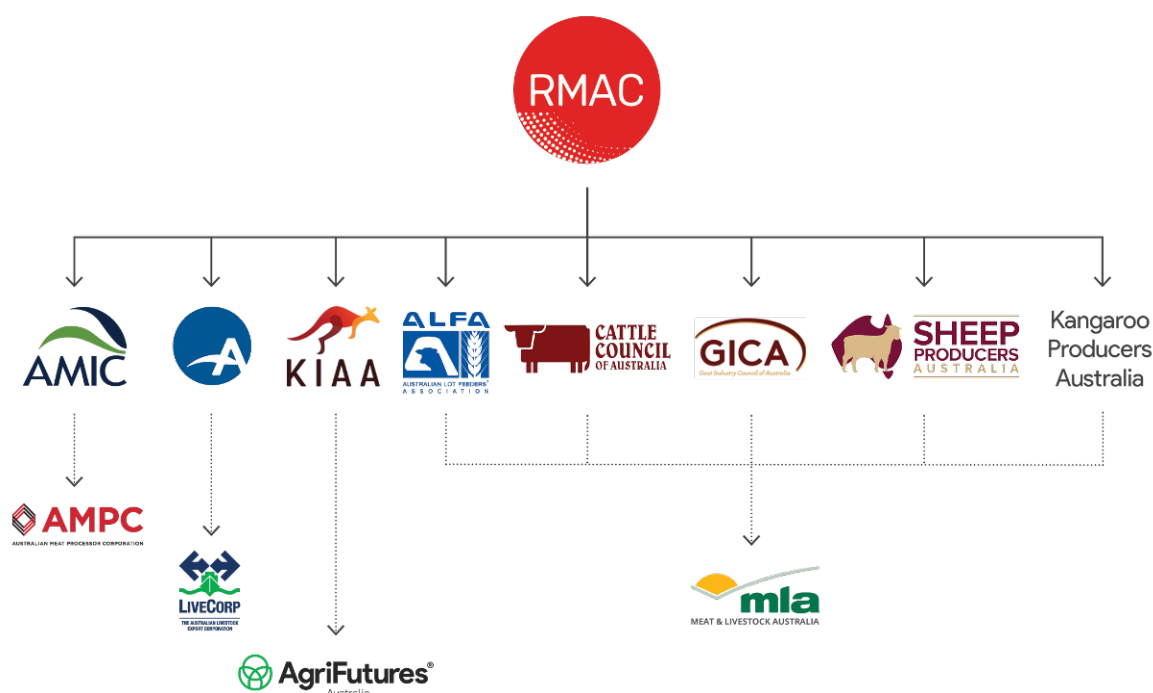 RMAC
AMIC
A
KIAA
ALFA
AUSTRALIAN LOT FEEDERS'
ASSOCIATION
CATTLE
COUNCIL
OF AUSTRALIA
GICA
Goat Industry Council of Australia
SHEEP
PRODUCERS
AUSTRALIA
Kangaroo
Producers
Australia
AMPC
AUSTRALIAN MEAT PROCESSOR CORPORATION
LIVECORP
THE AUSTRALIAN LIVESTOCK
EXPORT CORPORATION
mla
MEAT & LIVESTOCK AUSTRALIA
AgriFutures®
Australia